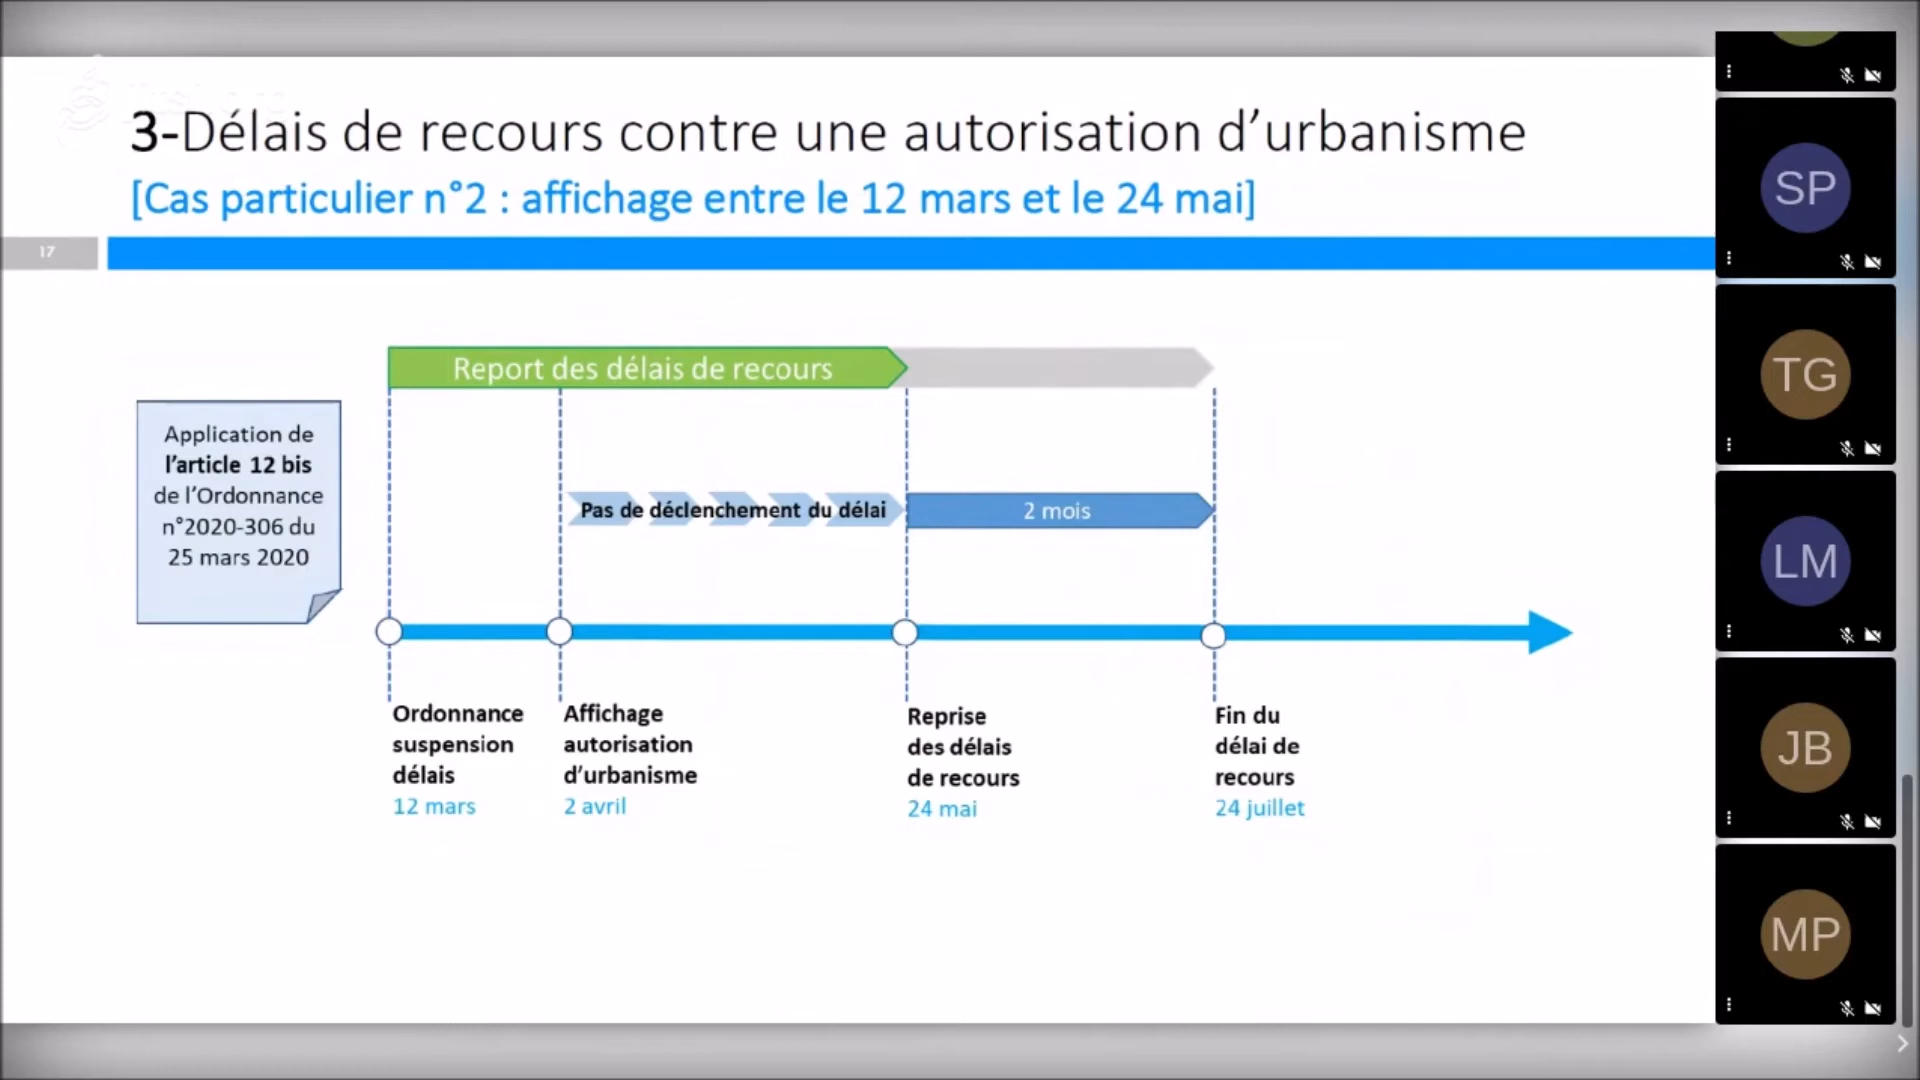 3-Délais de recours contre une autorisation d’urbanisme
[Cas particulier n°2 : affichage entre le 12 mars et le 24 mai]
17
Report des délais de recours
Application de
l’article 12 bis
de l’Ordonnance
n°2020-306 du
25 mars 2020
Pas de déclenchement du délai
2 mois
Ordonnance
suspension
délais
12 mars
Affichage
autorisation
d’urbanisme
2 avril
Reprise
des délais
de recours
24 mai
Fin du
délai de
recours
24 juillet
SP
TG
LM
JB
MP